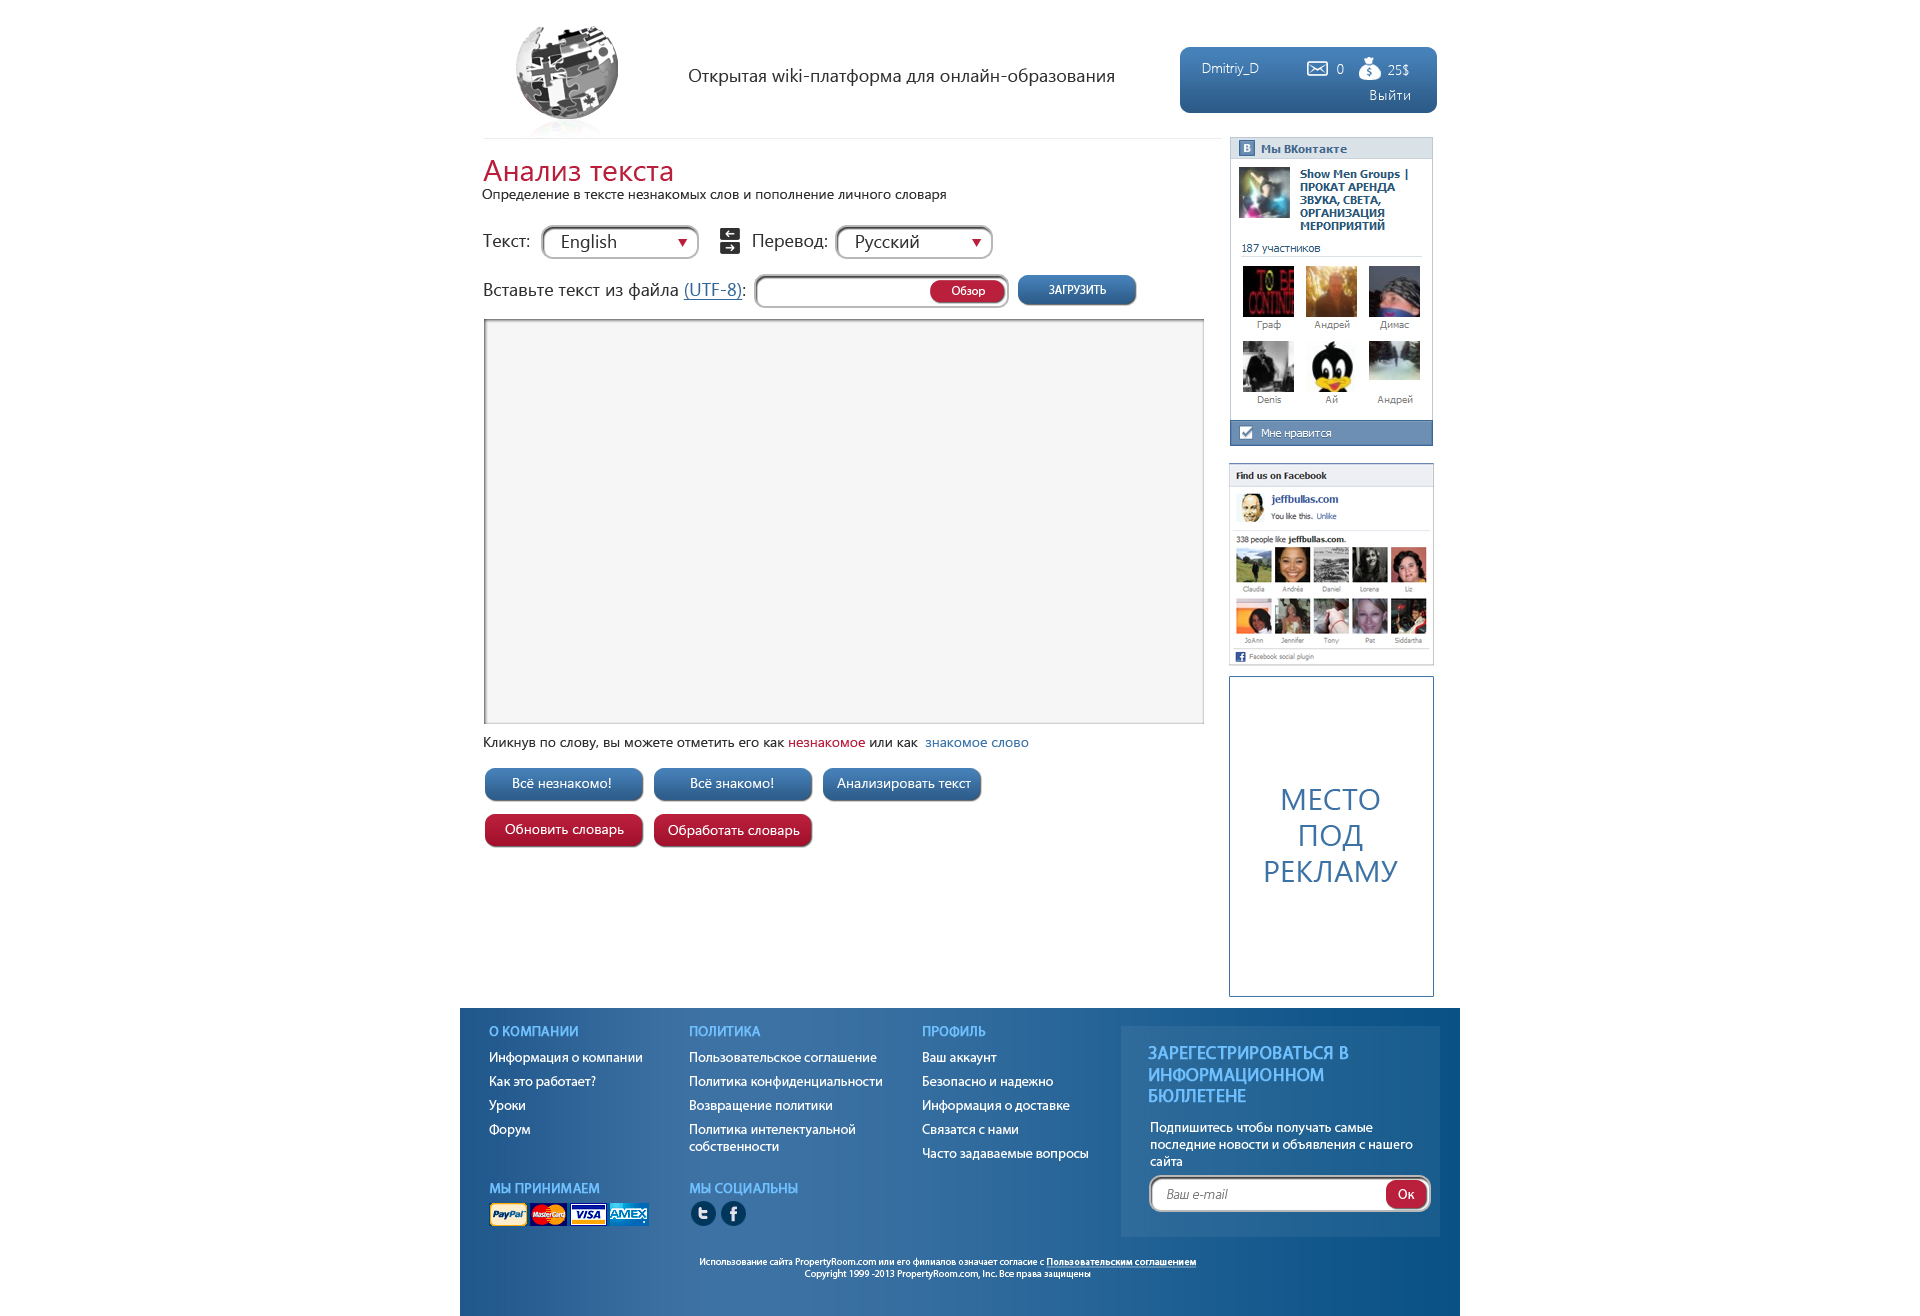 Открытая wiki-платформа для онлайн-образования
Dmitriy_D 0 25$
Выйти
Анализ текста
Определение в тексте незнакомых слов и пополнение личного словаря
Текст: English Перевод: Русский
Вставьте текст из файла (UTF-8): Обзор ЗАГРУЗИТЬ
Кликнув по слову, вы можете отметить его как незнакомое или как знакомое слово
Всё незнакомо! Всё знакомо! Анализировать текст
Обновить словарь Обработать словарь
В Мы ВКонтакте
Show Men Groups |
ПРОКАТ АРЕНДА
ЗВУКА, СВЕТА,
ОРГАНИЗАЦИЯ
МЕРОПРИЯТИЙ
187 участников
TO BE
CONTINUE
Граф Андрей Димас
Denis Ай Андрей
Мне нравится
Find us on Facebook
jeffbullas.com
You like this. Unlike
338 people like jeffbullas.com.
Claudia Andréa Daniel Lorena Liz
JoAnn Jennifer Tony Pat Siddartha
Facebook social plugin
МЕСТО
ПОД
РЕКЛАМУ
О КОМПАНИИ
Информация о компании
Как это работает?
Уроки
Форум
ПОЛИТИКА
Пользовательское соглашение
Политика конфиденциальности
Возвращение политики
Политика интелектуальной
собственности
ПРОФИЛЬ
Ваш аккаунт
Безопасно и надежно
Информация о доставке
Связатся с нами
Часто задаваемые вопросы
ЗАРЕГЕСТРИРОВАТЬСЯ В
ИНФОРМАЦИОННОМ
БЮЛЛЕТЕНЕ
Подпишитесь чтобы получать самые
последние новости и объявления с нашего
сайта
Ваш e-mail Ок
МЫ ПРИНИМАЕМ
PayPal MasterCard VISA AMEX
МЫ СОЦИАЛЬНЫ
Использование сайта PropertyRoom.com или его филиалов означает согласие с Пользовательским соглашением
Copyright 1999 -2013 PropertyRoom.com, Inc. Все права защищены